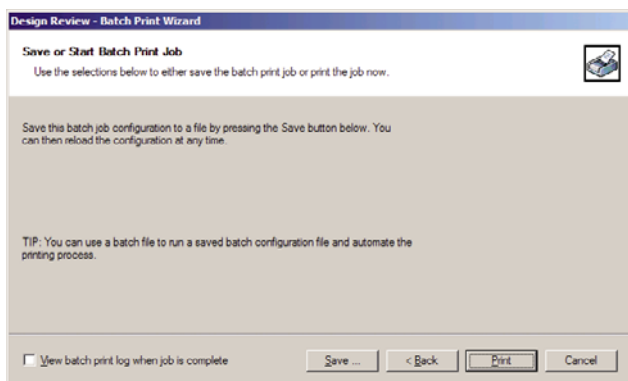 Design Review - Batch Print Wizard
Save or Start Batch Print Job
Use the selections below to either save the batch print job or print the job now.
Save this batch job configuration to a file by pressing the Save button below. You
can then reload the configuration at any time.
TIP: You can use a batch file to run a saved batch configuration file and automate the
printing process.
View batch print log when job is complete
Save ...
< Back
Print
Cancel